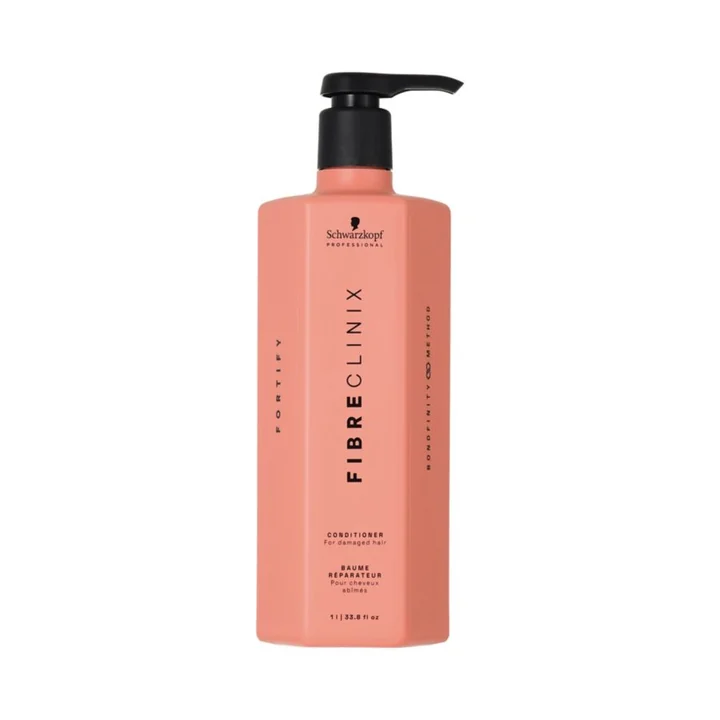 Schwarzkopf
PROFESSIONAL
FORTIFY
FIBRECLINIX
BONDFINITY METHOD
CONDITIONER
For damaged hair
BAUME
RÉPARATEUR
Pour cheveux
abîmés
1 l | 33.8 fl oz